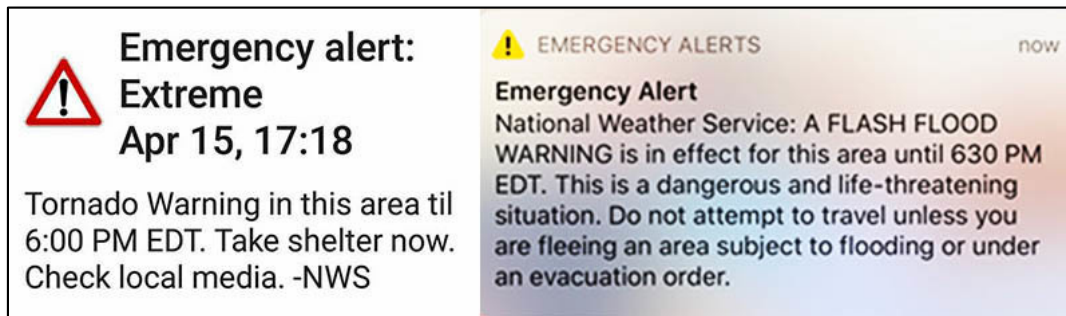 Emergency alert:
Extreme
Apr 15, 17:18
Tornado Warning in this area til
6:00 PM EDT. Take shelter now.
Check local media. -NWS
EMERGENCY ALERTS now
Emergency Alert
National Weather Service: A FLASH FLOOD
WARNING is in effect for this area until 630 PM
EDT. This is a dangerous and life-threatening
situation. Do not attempt to travel unless you
are fleeing an area subject to flooding or under
an evacuation order.